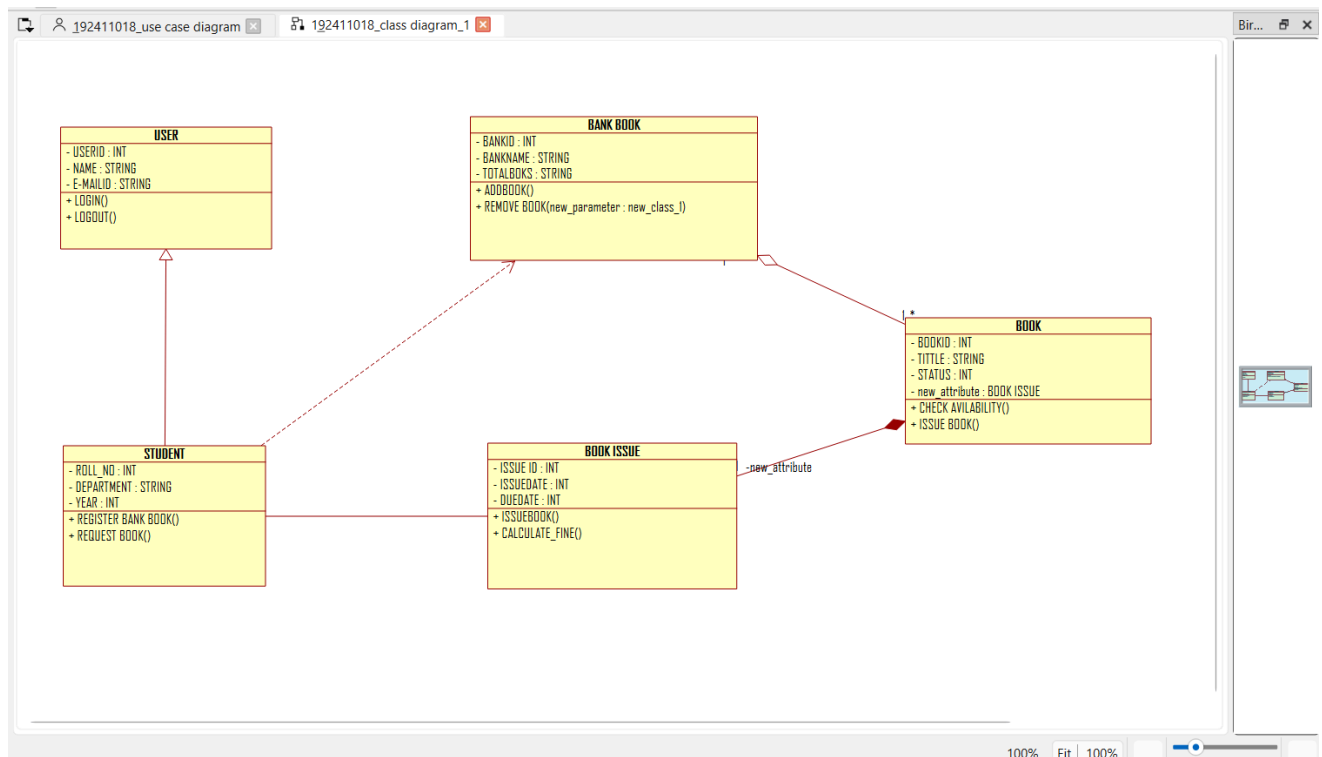 192411018_use case diagram
192411018_class diagram_1
Bir...
USER
- USERID : INT
- NAME : STRING
- E-MAILID : STRING
+ LOGIN()
+ LOGOUT()
BANK BOOK
- BANKID : INT
- BANKNAME : STRING
- TOTALBOKS : STRING
+ ADDBOOK()
+ REMOVE BOOK(new_parameter : new_class_1)
1..*
BOOK
- BOOKID : INT
- TITTLE : STRING
- STATUS : INT
- new_attribute : BOOK ISSUE
+ CHECK AVILABILITY()
+ ISSUE BOOK()
STUDENT
- ROLL_NO : INT
- DEPARTMENT : STRING
- YEAR : INT
+ REGISTER BANK BOOK()
+ REQUEST BOOK()
BOOK ISSUE
- ISSUE ID : INT
- ISSUEDATE : INT
- DUEDATE : INT
+ ISSUEBOOK()
+ CALCULATE_FINE()
-new_attribute
100%
Fit
100%